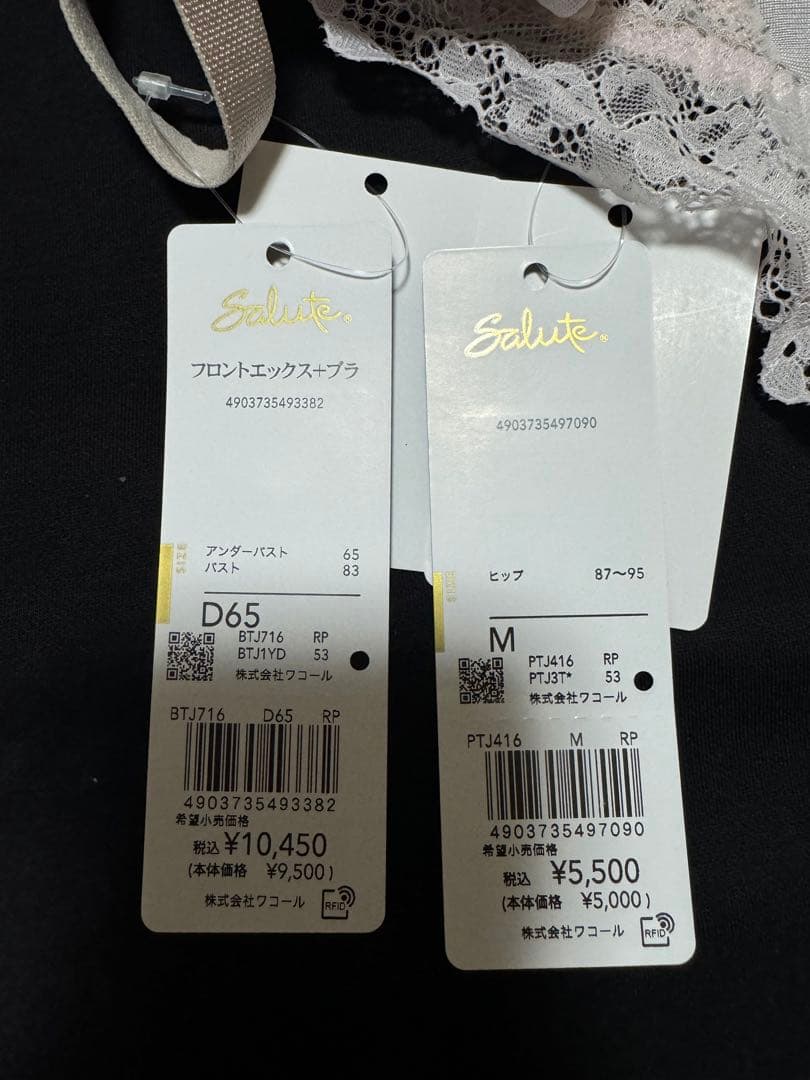 Salute®
フロントエックス+ブラ
4903735493382
SIZE
アンダーバスト 65
バスト 83
D65
BTJ716 RP
BTJ1YD 53
株式会社ワコール
BTJ716 D65 RP
4903735493382
希望小売価格
税込 ¥10,450
(本体価格 ¥9,500)
株式会社ワコール RFID
Salute®
4903735497090
SIZE
ヒップ 87〜95
M
PTJ416 RP
PTJ3T* 53
株式会社ワコール
PTJ416 M RP
4903735497090
希望小売価格
税込 ¥5,500
(本体価格 ¥5,000)
株式会社ワコール RFID